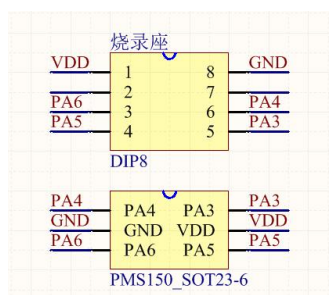 烧录座
VDD 1 8 GND
2 7
PA6 3 6 PA4
PA5 4 5 PA3
DIP8
PA4 PA4 PA3 PA3
GND GND VDD VDD
PA6 PA6 PA5 PA5
PMS150_SOT23-6